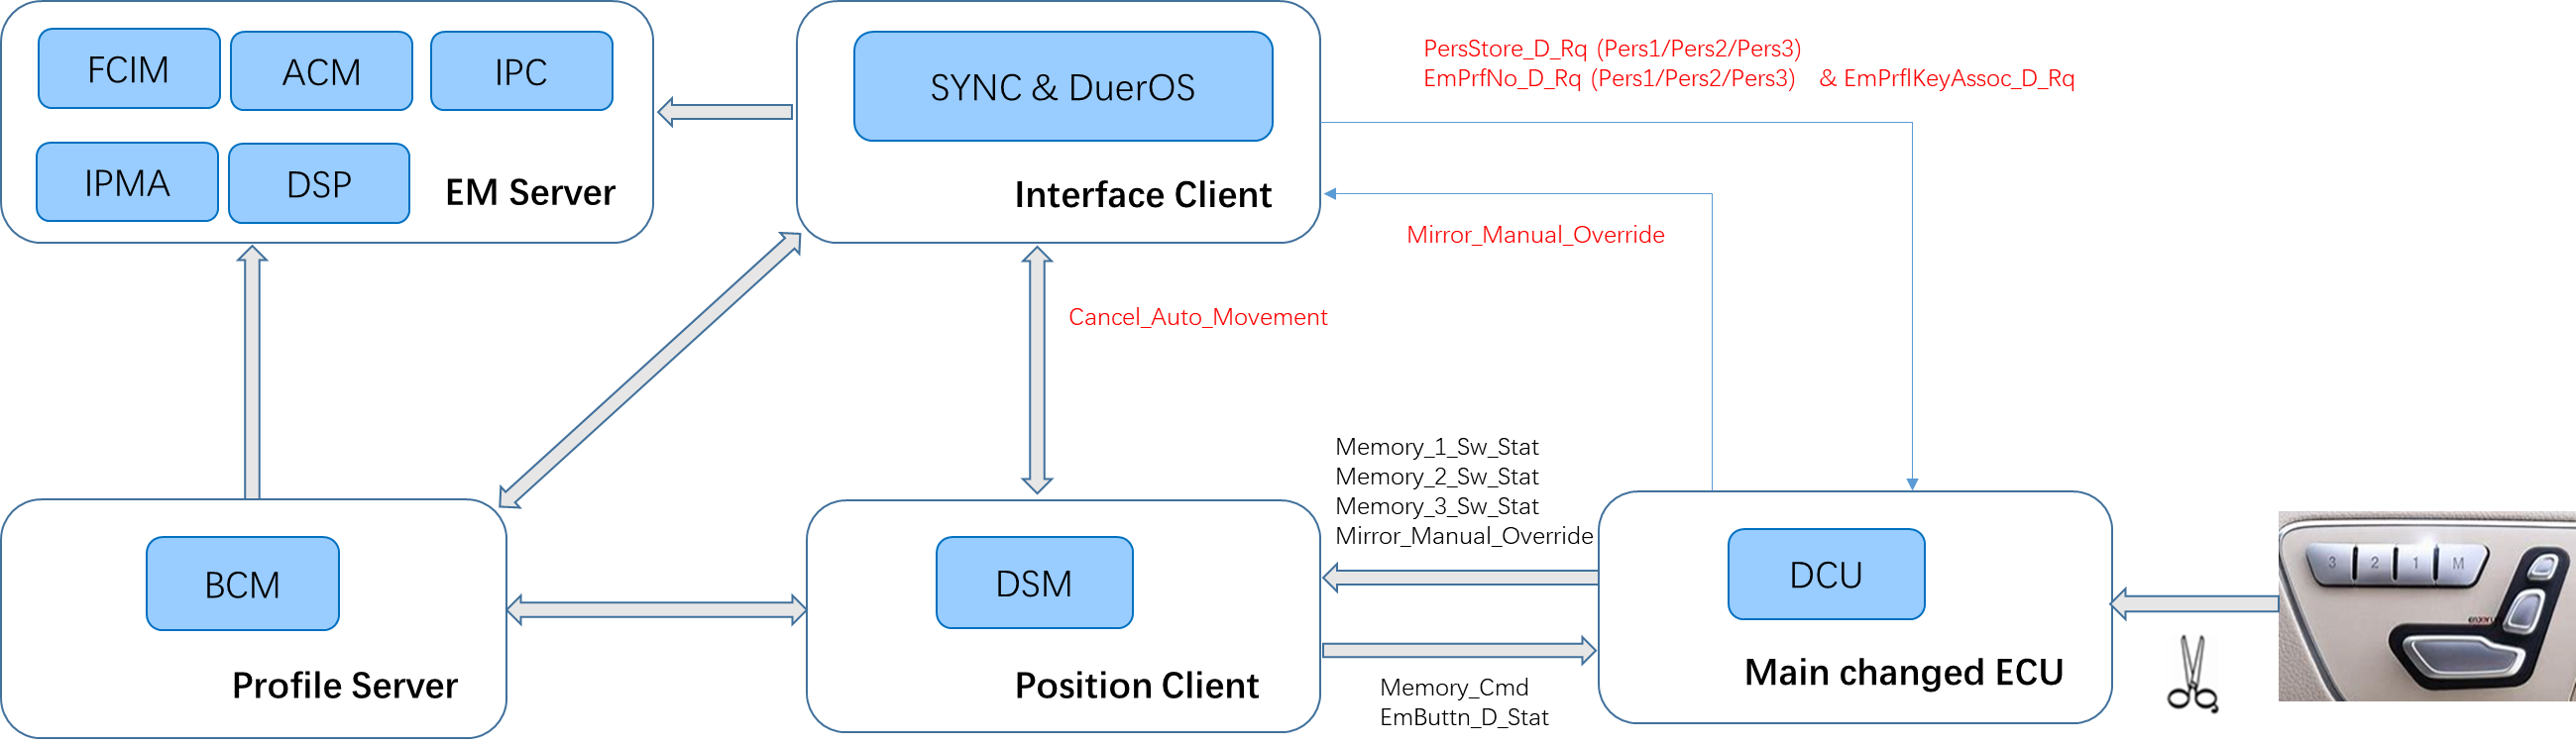 FCIM
ACM
IPC
IPMA
DSP
EM Server
SYNC & DuerOS
Interface Client
PersStore_D_Rq (Pers1/Pers2/Pers3)
EmPrfNo_D_Rq (Pers1/Pers2/Pers3) & EmPrflKeyAssoc_D_Rq
Mirror_Manual_Override
Cancel_Auto_Movement
Memory_1_Sw_Stat
Memory_2_Sw_Stat
Memory_3_Sw_Stat
Mirror_Manual_Override
BCM
Profile Server
DSM
Position Client
Memory_Cmd
EmButtn_D_Stat
DCU
Main changed ECU
3 2 1 M